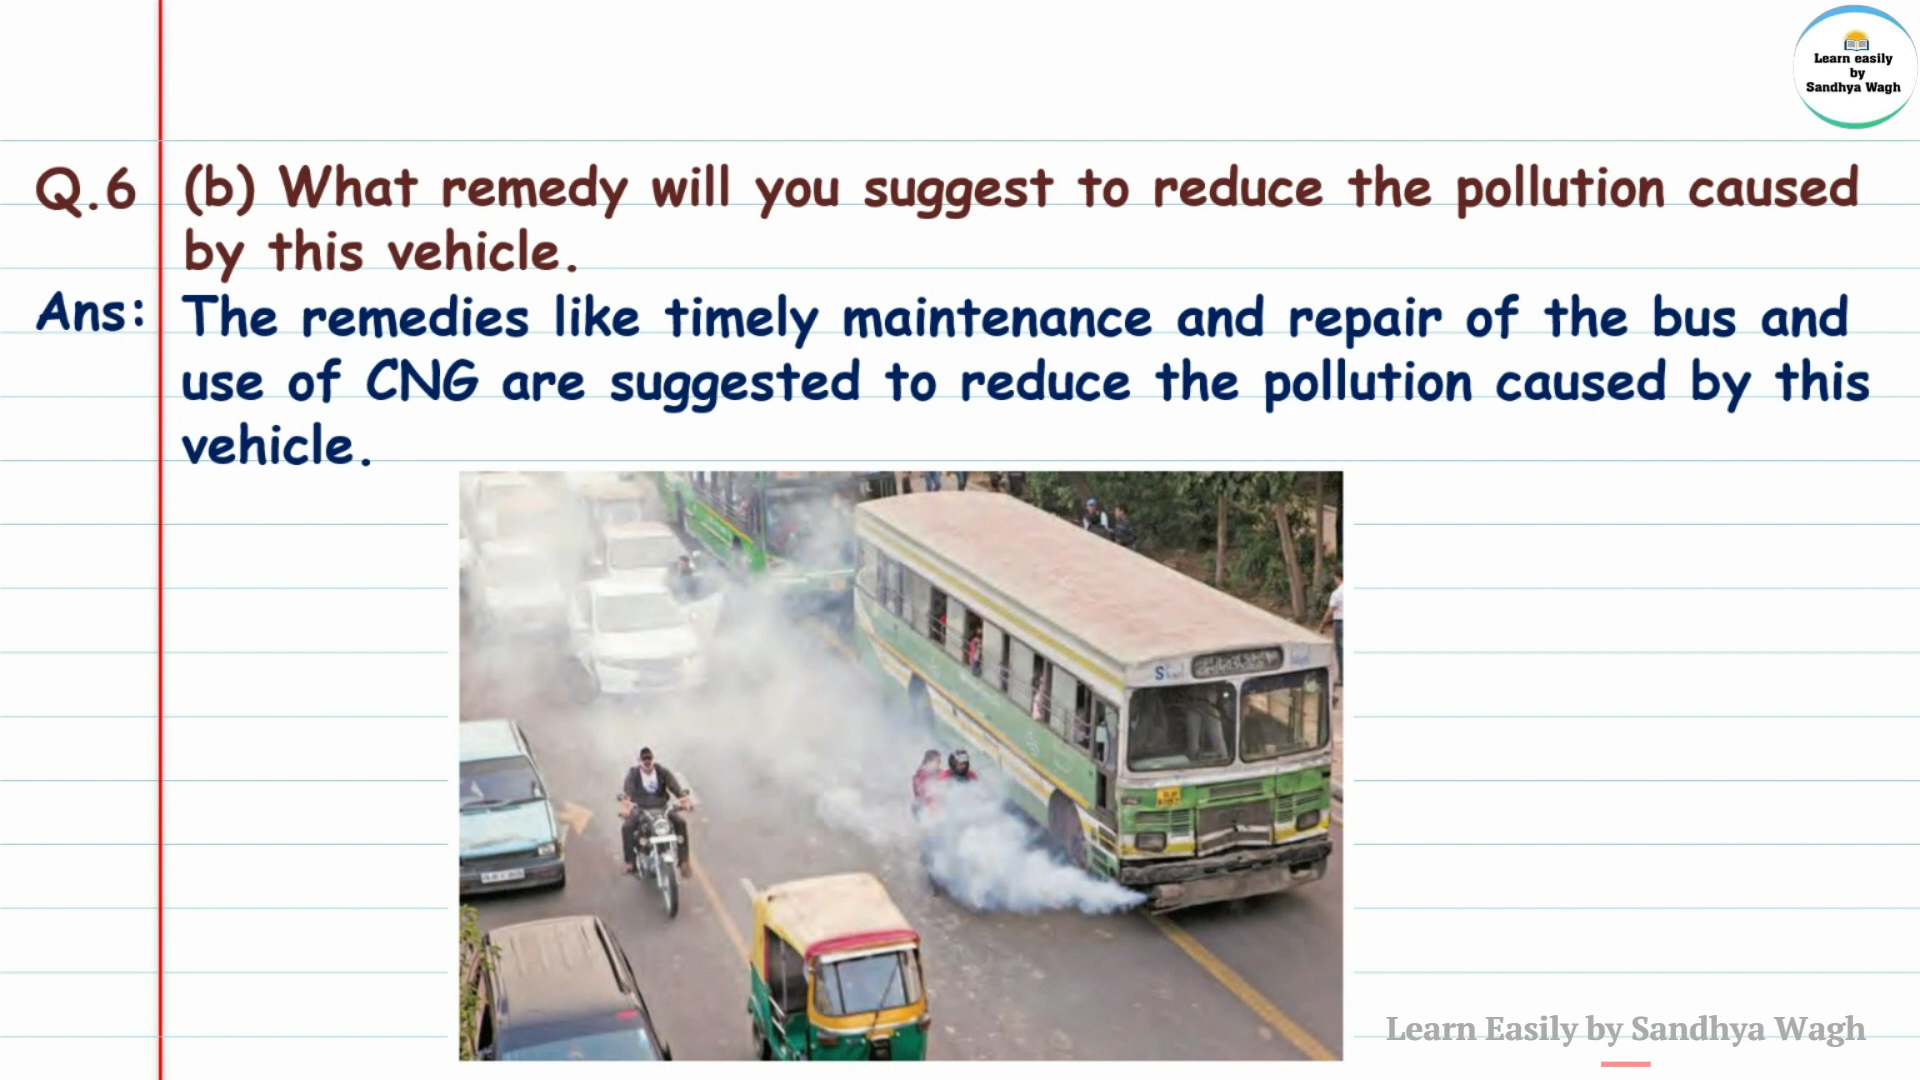 Learn easily
by
Sandhya Wagh
Q.6 (b) What remedy will you suggest to reduce the pollution caused
by this vehicle.
Ans: The remedies like timely maintenance and repair of the bus and
use of CNG are suggested to reduce the pollution caused by this
vehicle.
Learn Easily by Sandhya Wagh